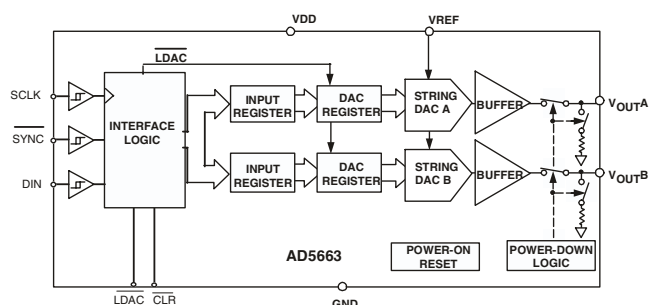 VDD
VREF
LDAC
SCLK
SYNC
DIN
INTERFACE
LOGIC
INPUT
REGISTER
DAC
REGISTER
STRING
DAC A
BUFFER
VOUTA
INPUT
REGISTER
DAC
REGISTER
STRING
DAC B
BUFFER
VOUTB
AD5663
POWER-ON
RESET
POWER-DOWN
LOGIC
LDAC
CLR
GND